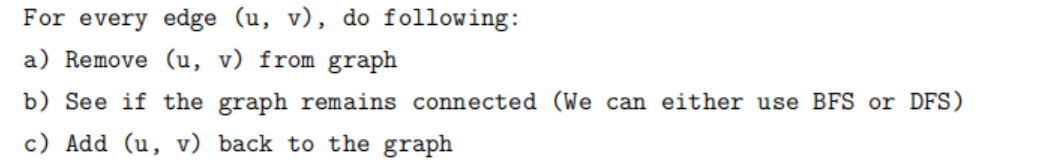 For every edge (u, v), do following:
a) Remove (u, v) from graph
b) See if the graph remains connected (We can either use BFS or DFS)
c) Add (u, v) back to the graph